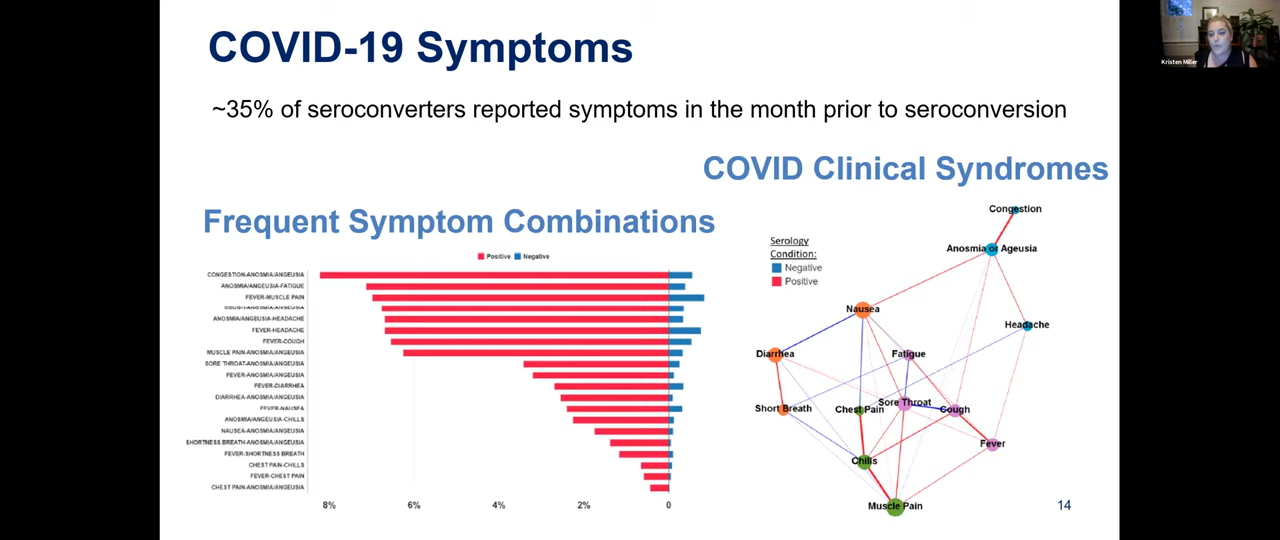 COVID-19 Symptoms
~35% of seroconverters reported symptoms in the month prior to seroconversion
Kristen Miller
COVID Clinical Syndromes
Frequent Symptom Combinations
Positive Negative
CONGESTION-ANOSMIA/ANGEUSIA
ANOSMIA/ANGEUSIA-FATIGUE
FEVER-MUSCLE PAIN
COUGH-ANOSMIA/ANGEUSIA
ANOSMIA/ANGEUSIA-HEADACHE
FEVER-HEADACHE
FEVER-COUGH
MUSCLE PAIN-ANOSMIA/ANGEUSIA
SORE THROAT-ANOSMIA/ANGEUSIA
FEVER-ANOSMIA/ANGEUSIA
FEVER-DIARRHEA
DIARRHEA-ANOSMIA/ANGEUSIA
FEVER-NAUSEA
ANOSMIA/ANGEUSIA-CHILLS
NAUSEA-ANOSMIA/ANGEUSIA
SHORTNESS BREATH-ANOSMIA/ANGEUSIA
FEVER-SHORTNESS BREATH
CHEST PAIN-CHILLS
FEVER-CHEST PAIN
CHEST PAIN-ANOSMIA/ANGEUSIA
8% 6% 4% 2% 0
Serology
Condition:
Negative
Positive
Congestion
Anosmia or Ageusia
Nausea
Headache
Diarrhea
Fatigue
Short Breath
Chest Pain
Sore Throat
Cough
Fever
Chills
Muscle Pain
14